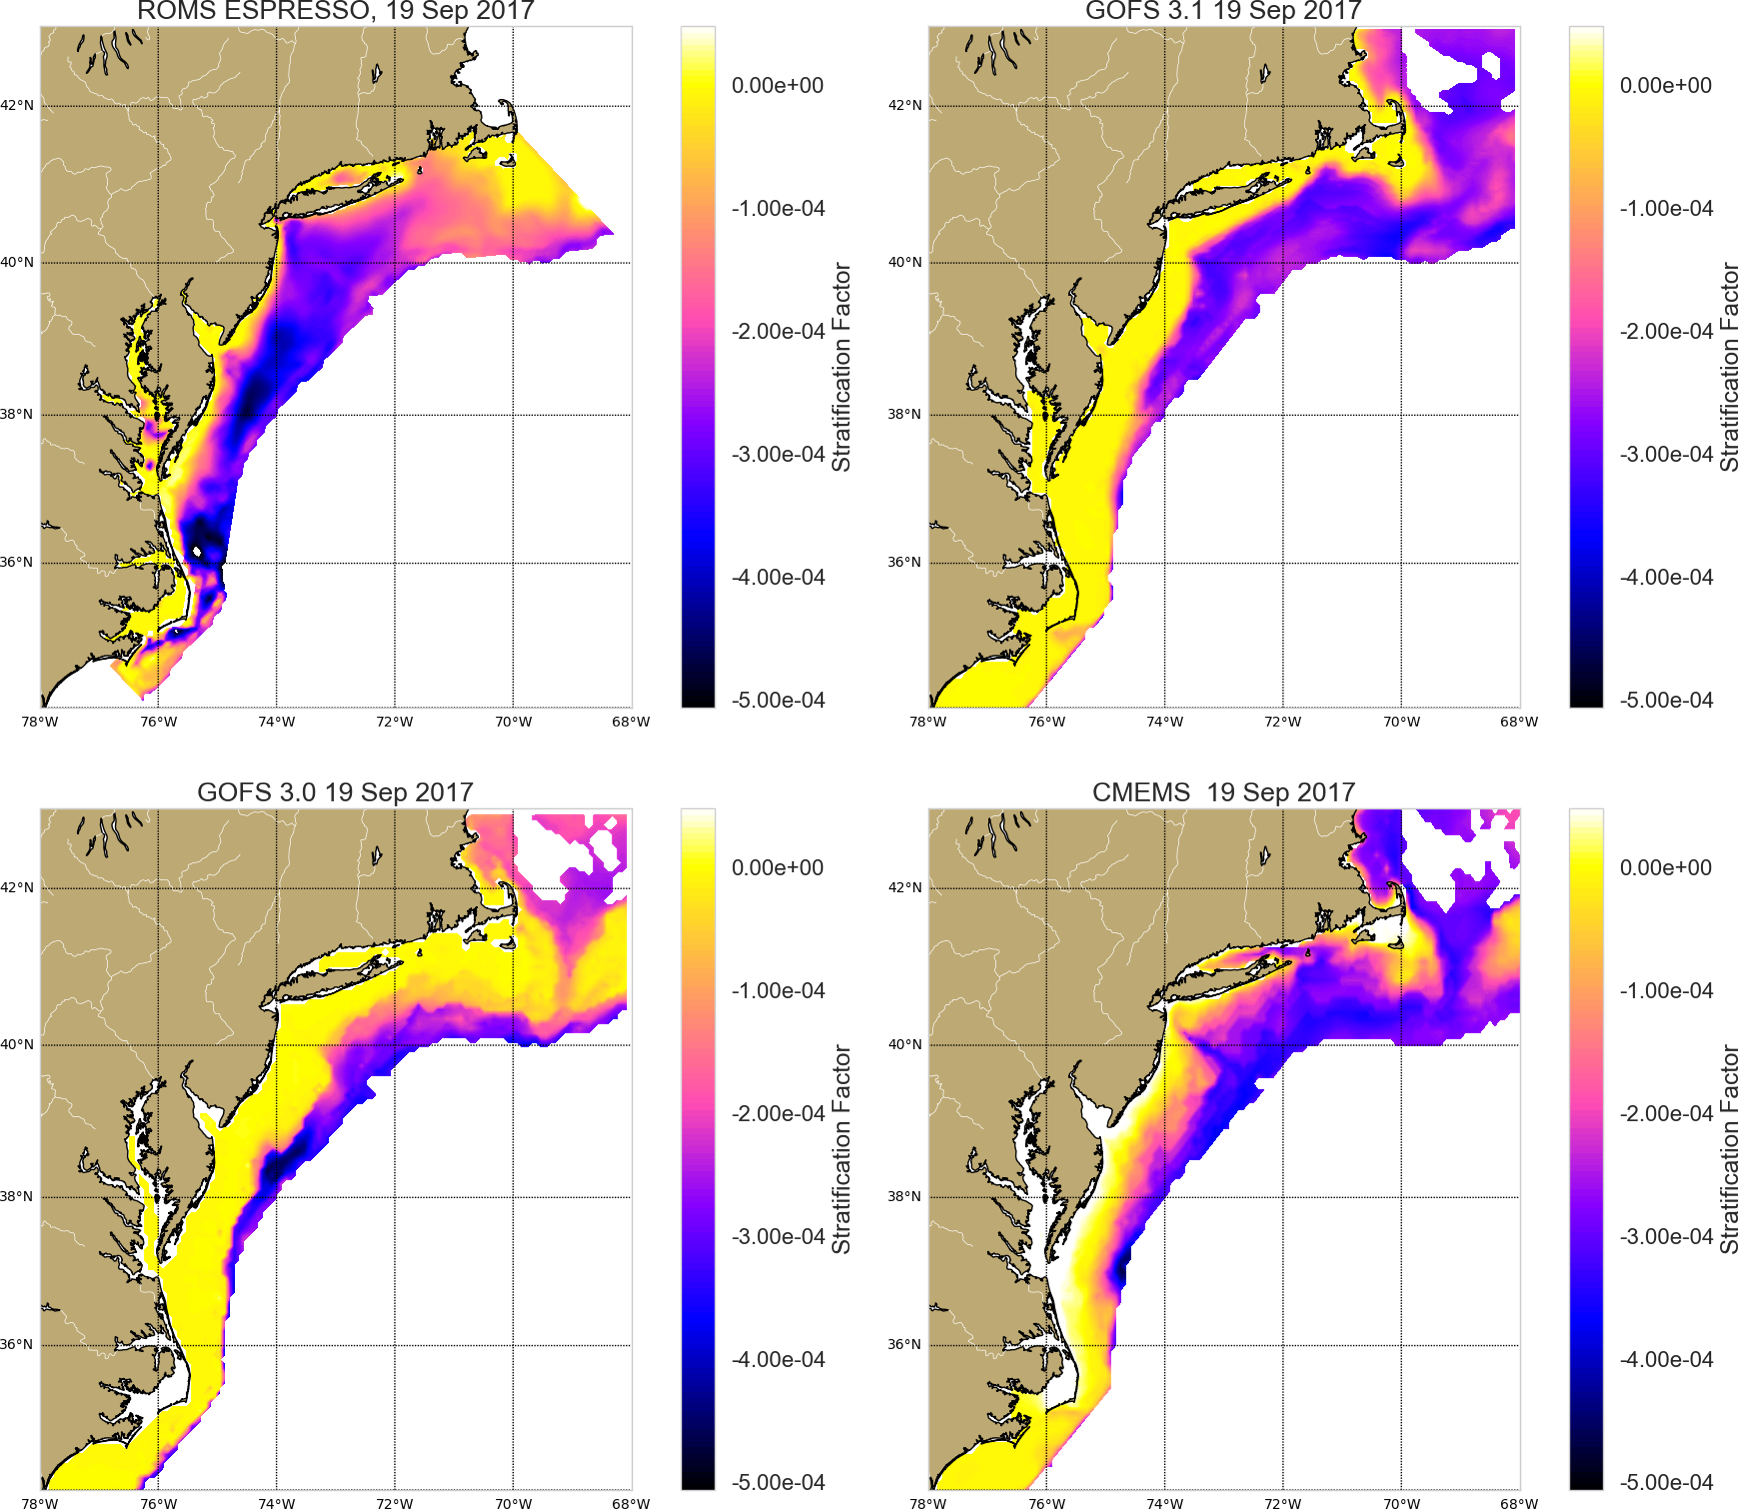 ROMS ESPRESSO, 19 Sep 2017
42°N
40°N
38°N
36°N
78°W 76°W 74°W 72°W 70°W 68°W
0.00e+00
-1.00e-04
-2.00e-04
-3.00e-04
-4.00e-04
-5.00e-04
Stratification Factor
GOFS 3.1 19 Sep 2017
42°N
40°N
38°N
36°N
78°W 76°W 74°W 72°W 70°W 68°W
0.00e+00
-1.00e-04
-2.00e-04
-3.00e-04
-4.00e-04
-5.00e-04
Stratification Factor
GOFS 3.0 19 Sep 2017
42°N
40°N
38°N
36°N
78°W 76°W 74°W 72°W 70°W 68°W
0.00e+00
-1.00e-04
-2.00e-04
-3.00e-04
-4.00e-04
-5.00e-04
Stratification Factor
CMEMS  19 Sep 2017
42°N
40°N
38°N
36°N
78°W 76°W 74°W 72°W 70°W 68°W
0.00e+00
-1.00e-04
-2.00e-04
-3.00e-04
-4.00e-04
-5.00e-04
Stratification Factor